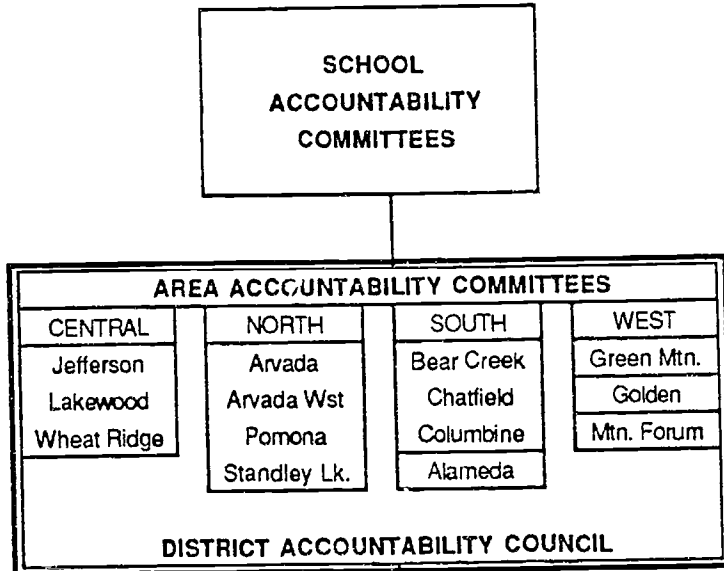 SCHOOL
ACCOUNTABILITY
COMMITTEES
AREA ACCOUNTABILITY COMMITTEES
CENTRAL
Jefferson
Lakewood
Wheat Ridge
NORTH
Arvada
Arvada Wst
Pomona
Standley Lk.
SOUTH
Bear Creek
Chatfield
Columbine
Alameda
WEST
Green Mtn.
Golden
Mtn. Forum
DISTRICT ACCOUNTABILITY COUNCIL